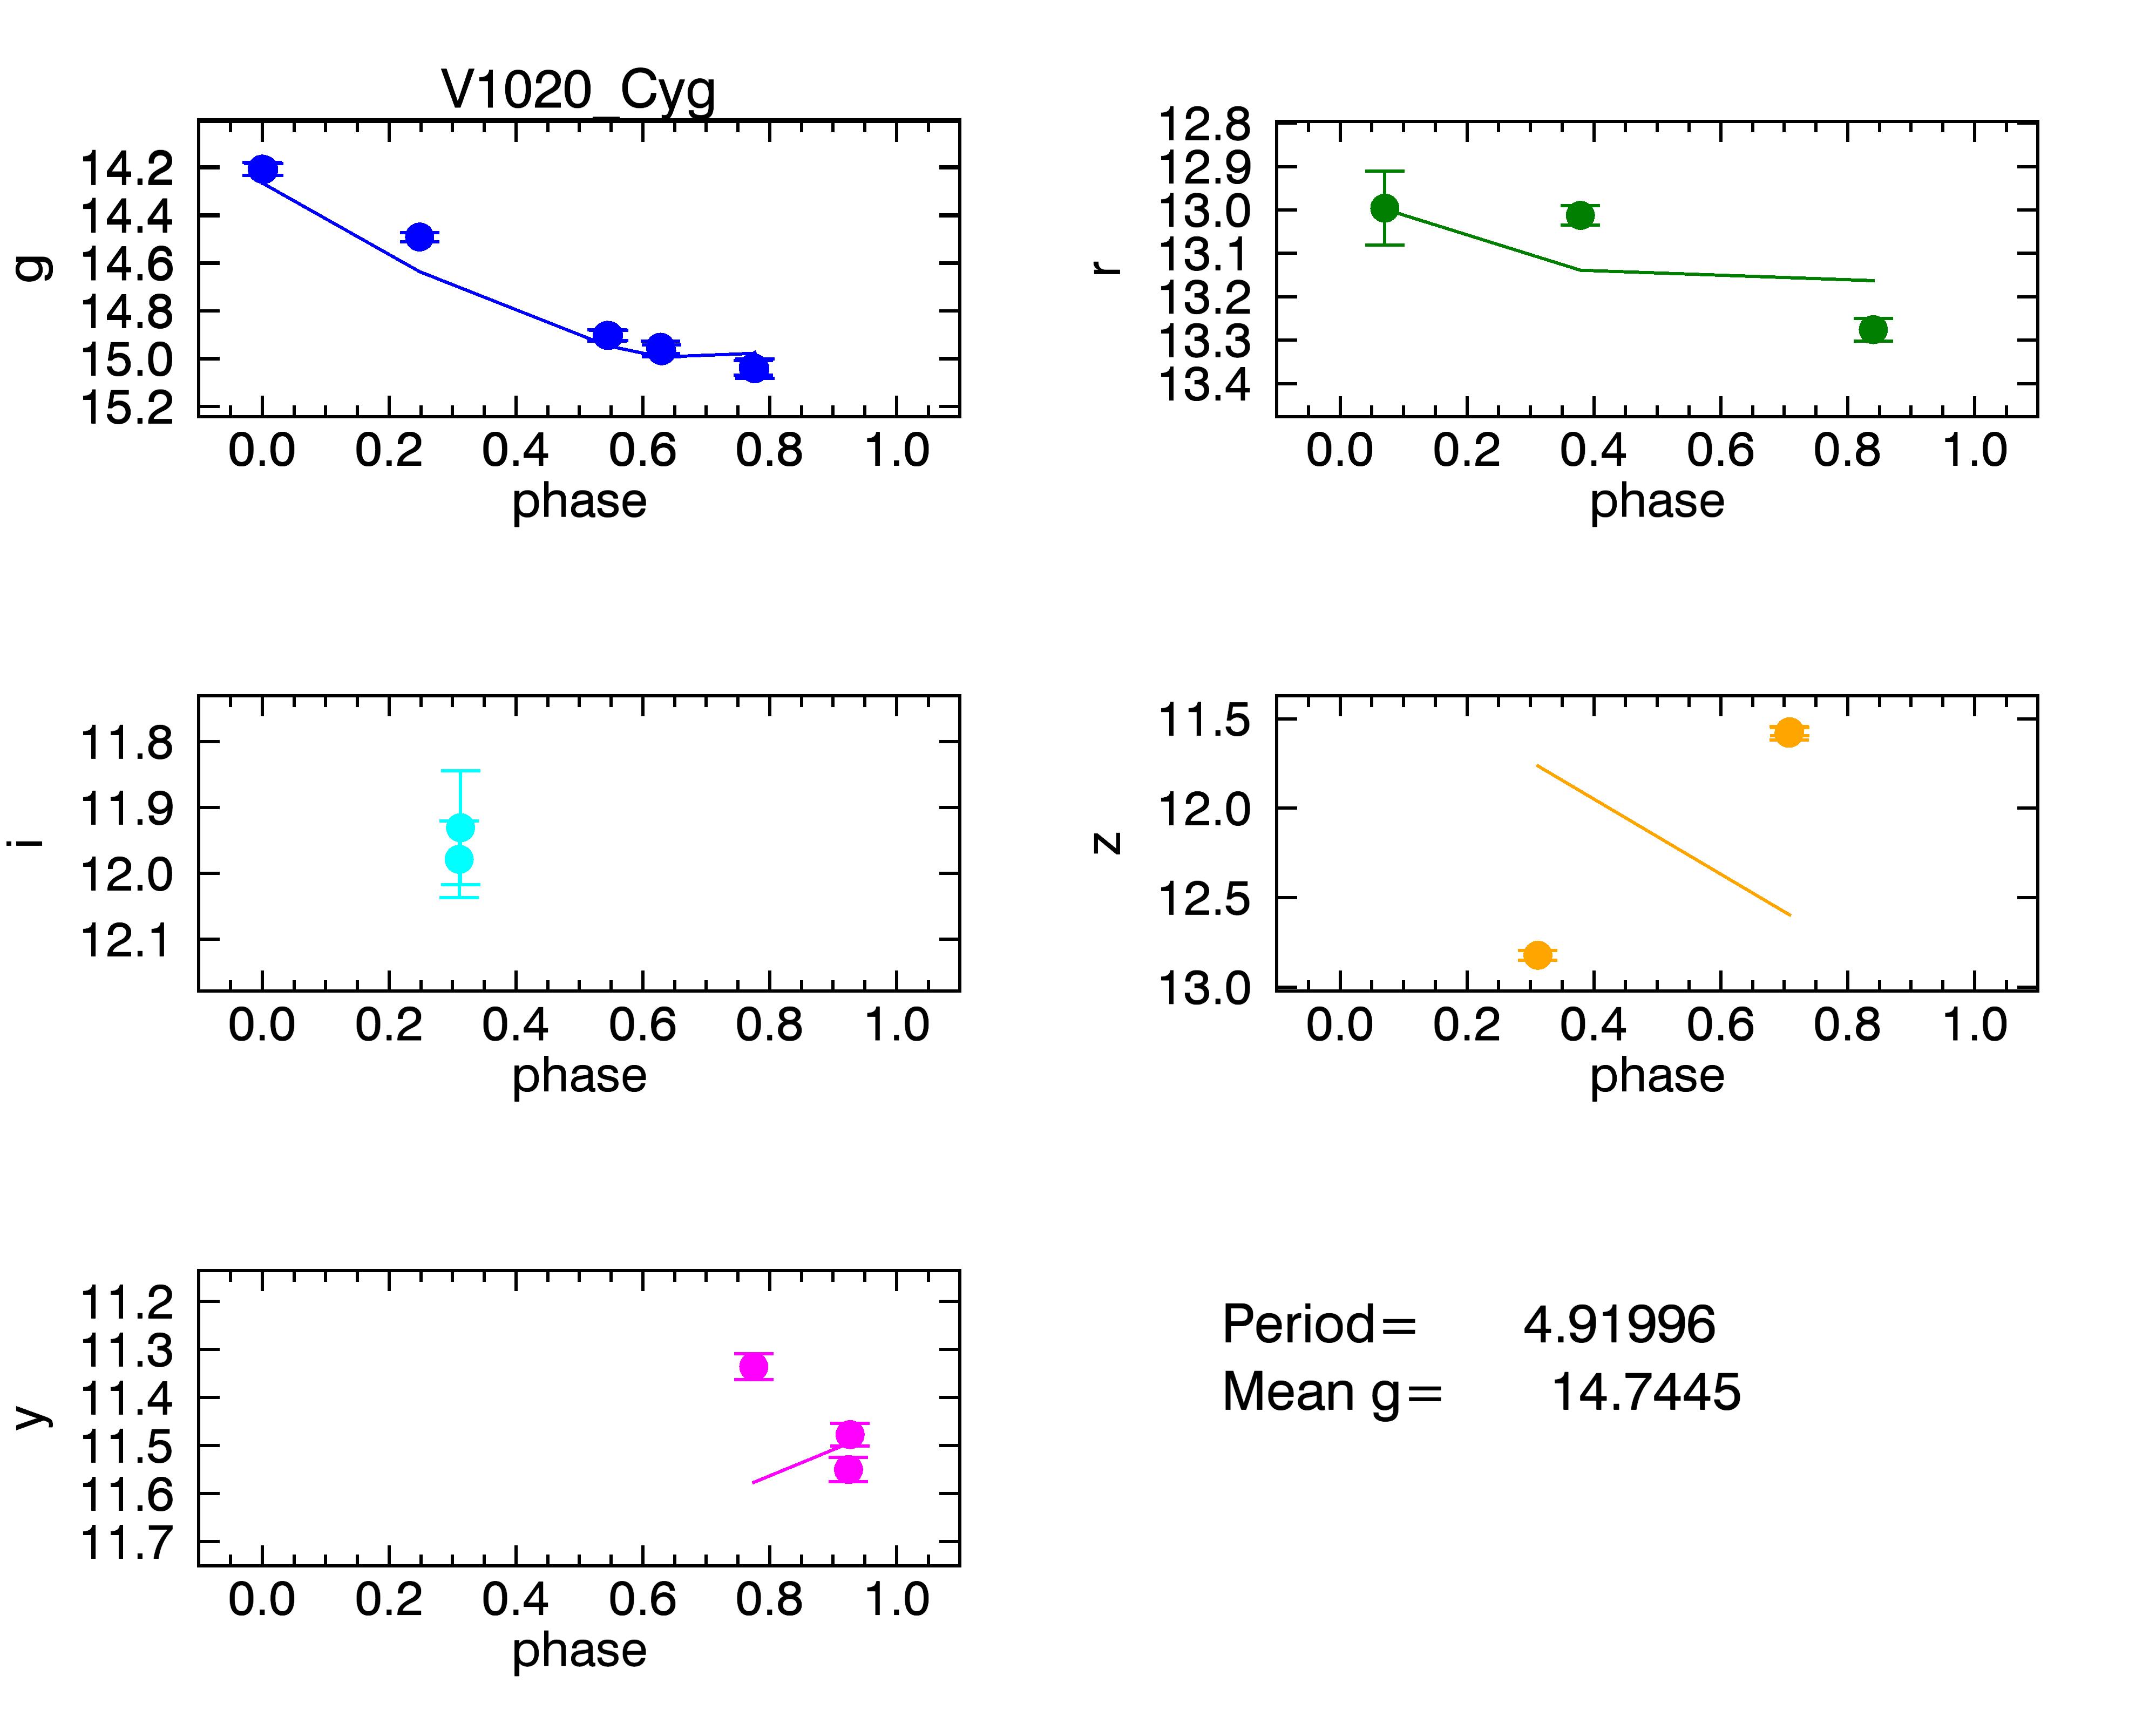 V1020_Cyg
g
14.2
14.4
14.6
14.8
15.0
15.2
0.0 0.2 0.4 0.6 0.8 1.0
phase
r
12.8
12.9
13.0
13.1
13.2
13.3
13.4
0.0 0.2 0.4 0.6 0.8 1.0
phase
i
11.8
11.9
12.0
12.1
0.0 0.2 0.4 0.6 0.8 1.0
phase
z
11.5
12.0
12.5
13.0
0.0 0.2 0.4 0.6 0.8 1.0
phase
y
11.2
11.3
11.4
11.5
11.6
11.7
0.0 0.2 0.4 0.6 0.8 1.0
phase
Period= 4.91996
Mean g= 14.7445